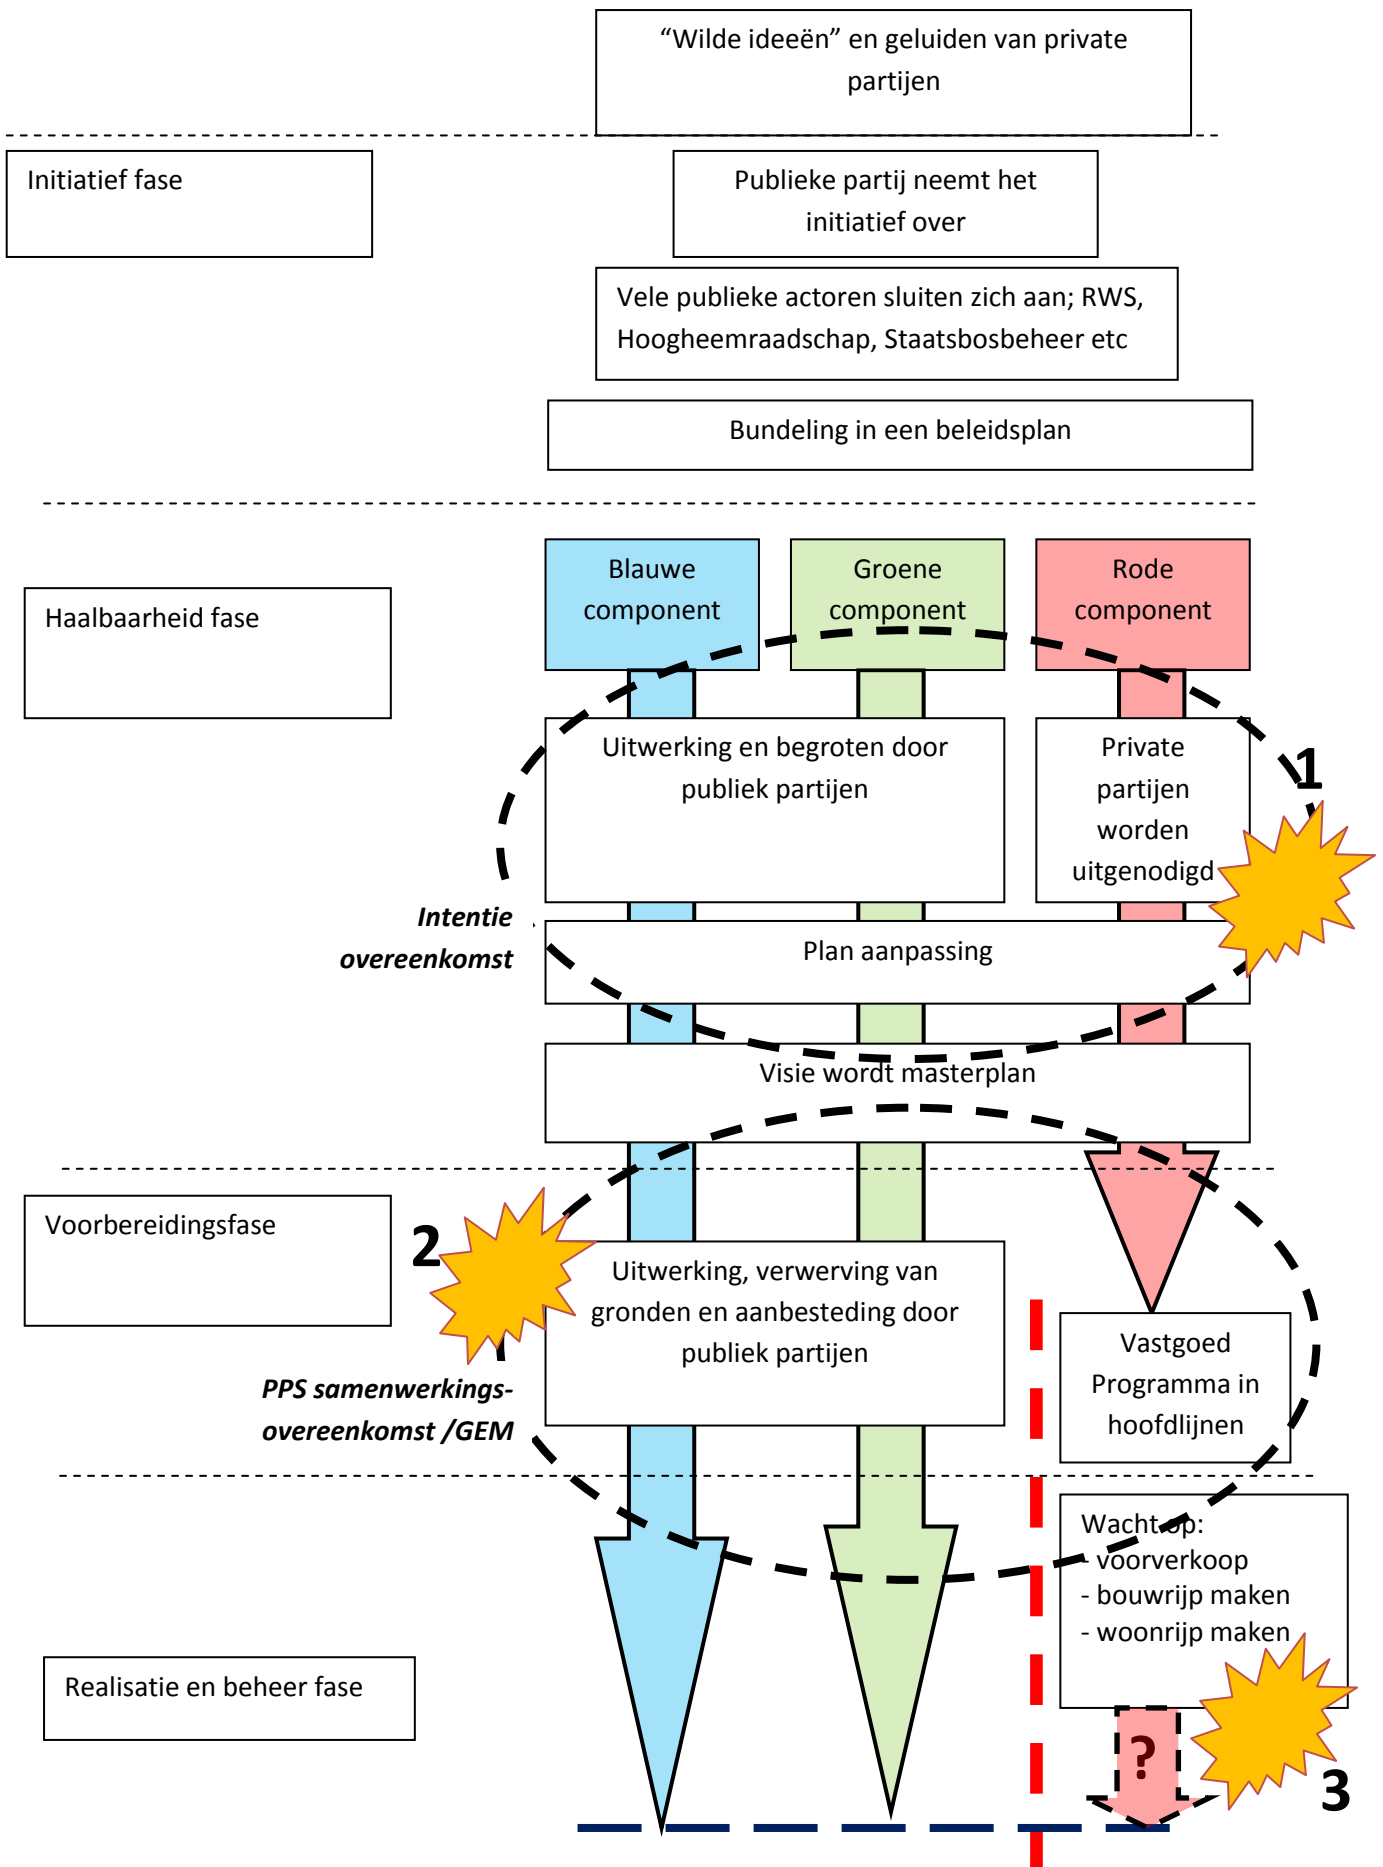 “Wilde ideeën” en geluiden van private
partijen
Initiatief fase
Publieke partij neemt het
initiatief over
Vele publieke actoren sluiten zich aan; RWS,
Hoogheemraadschap, Staatsbosbeheer etc
Bundeling in een beleidsplan
Blauwe
component
Groene
component
Rode
component
Haalbaarheid fase
Uitwerking en begroten door
publiek partijen
Private
partijen
worden
uitgenodigd
1
Intentie
overeenkomst
Plan aanpassing
Visie wordt masterplan
Voorbereidingsfase
2
Uitwerking, verwerving van
gronden en aanbesteding door
publiek partijen
Vastgoed
Programma in
hoofdlijnen
PPS samenwerkings-
overeenkomst /GEM
Wacht op:
- voorverkoop
- bouwrijp maken
- woonrijp maken
Realisatie en beheer fase
?
3